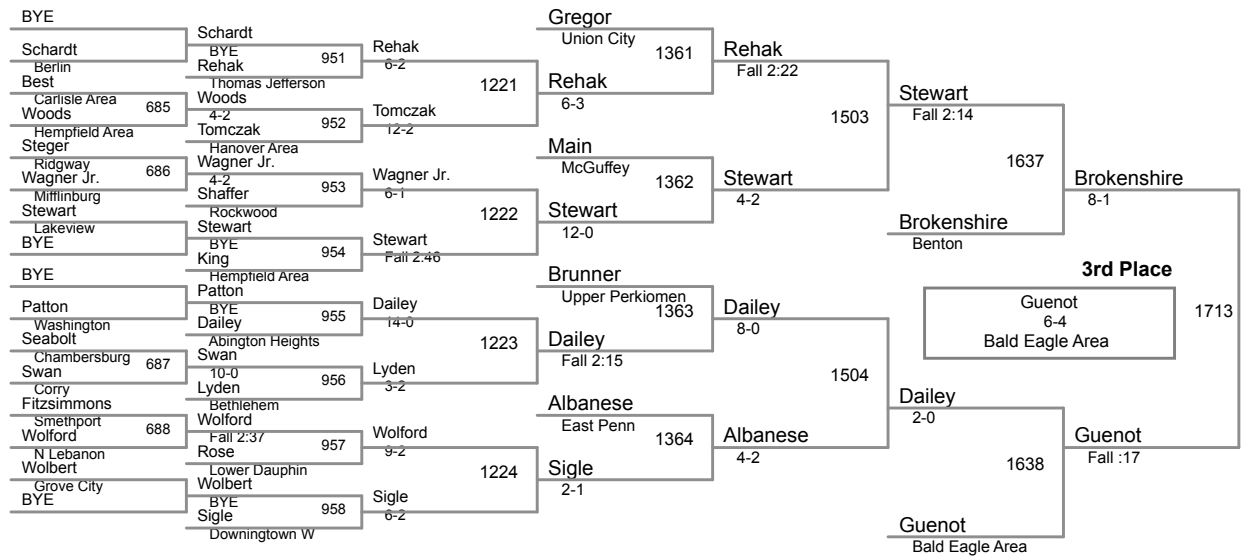 BYE
Schardt
Berlin
Best
Carlisle Area
685
Woods
Hempfield Area
Steger
Ridgway
686
Wagner Jr.
Mifflinburg
Stewart
Lakeview
BYE
BYE
Patton
Washington
Seabolt
Chambersburg
687
Swan
Corry
Fitzsimmons
Smethport
688
Wolford
N Lebanon
Wolbert
Grove City
BYE
Schardt
BYE
951
Rehak
Thomas Jefferson
Woods
4-2
952
Tomczak
Hanover Area
Wagner Jr.
4-2
953
Shaffer
Rockwood
Stewart
BYE
954
King
Hempfield Area
Patton
BYE
955
Dailey
Abington Heights
Swan
10-0
956
Lyden
Bethlehem
Wolford
Fall 2:37
957
Rose
Lower Dauphin
Wolbert
BYE
958
Sigle
Downingtown W
Rehak
6-2
1221
Tomczak
12-2
Wagner Jr.
6-1
1222
Stewart
Fall 2:46
Dailey
14-0
1223
Lyden
3-2
Wolford
9-2
1224
Sigle
6-2
Gregor
Union City
1361
Rehak
6-3
Main
McGuffey
1362
Stewart
12-0
Brunner
Upper Perkiomen
1363
Dailey
Fall 2:15
Albanese
East Penn
1364
Sigle
2-1
Rehak
Fall 2:22
1503
Stewart
4-2
Dailey
8-0
1504
Albanese
4-2
Stewart
Fall 2:14
1637
Brokenshire
Benton
Dailey
2-0
1638
Guenot
Bald Eagle Area
Brokenshire
8-1
1713
Guenot
Fall :17
3rd Place
Guenot
6-4
Bald Eagle Area